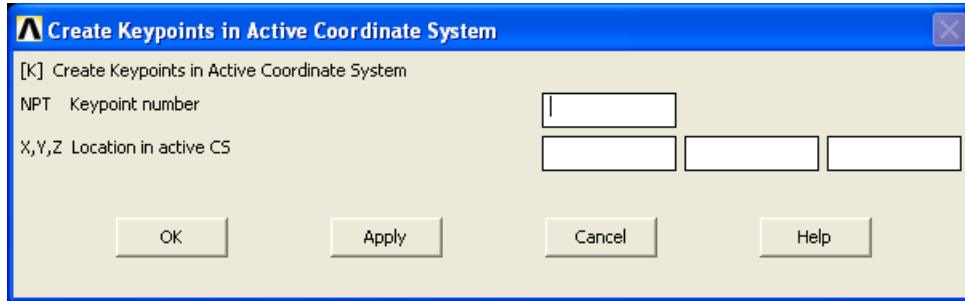 Create Keypoints in Active Coordinate System
[K] Create Keypoints in Active Coordinate System
NPT Keypoint number
X,Y,Z Location in active CS
OK Apply Cancel Help